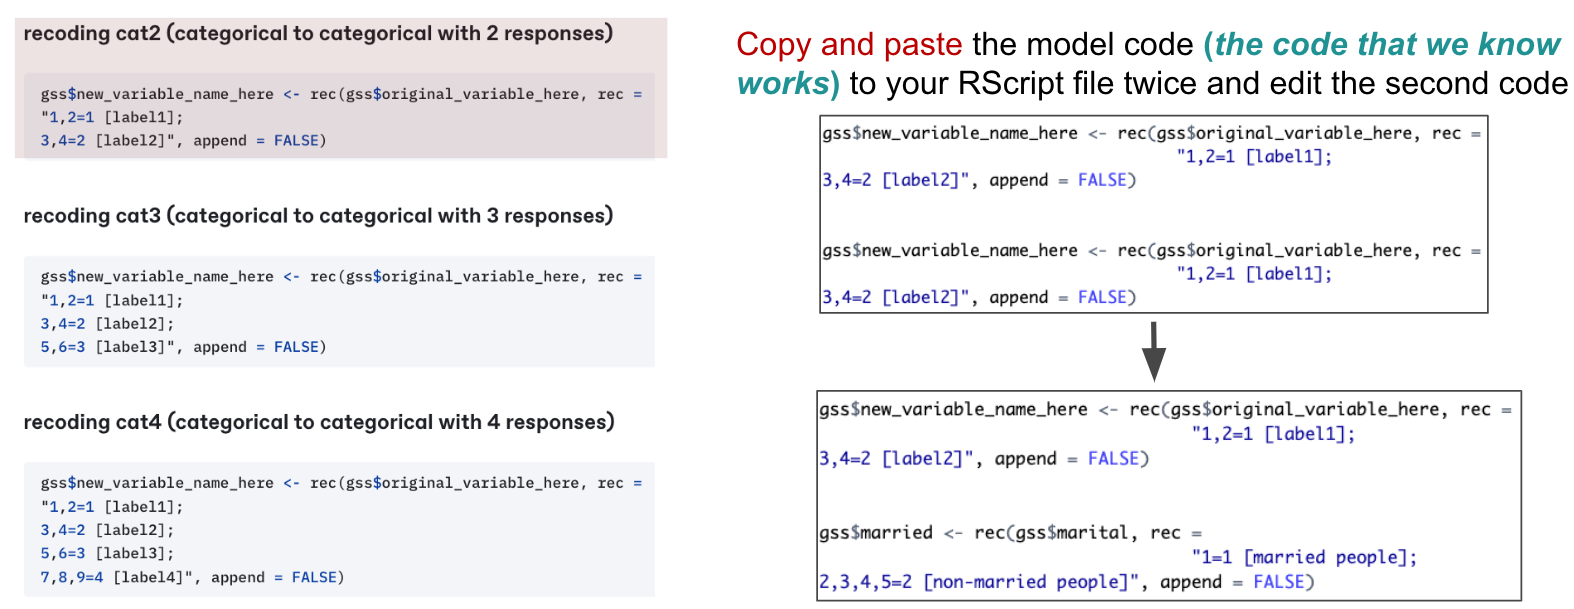 recoding cat2 (categorical to categorical with 2 responses)
gss$new_variable_name_here <- rec(gss$original_variable_here, rec =
"1,2=1 [label1];
3,4=2 [label2]", append = FALSE)
recoding cat3 (categorical to categorical with 3 responses)
gss$new_variable_name_here <- rec(gss$original_variable_here, rec =
"1,2=1 [label1];
3,4=2 [label2];
5,6=3 [label3]", append = FALSE)
recoding cat4 (categorical to categorical with 4 responses)
gss$new_variable_name_here <- rec(gss$original_variable_here, rec =
"1,2=1 [label1];
3,4=2 [label2];
5,6=3 [label3];
7,8,9=4 [label4]", append = FALSE)
Copy and paste the model code (the code that we know
works) to your RScript file twice and edit the second code
gss$new_variable_name_here <- rec(gss$original_variable_here, rec =
"1,2=1 [label1];
3,4=2 [label2]", append = FALSE)
gss$new_variable_name_here <- rec(gss$original_variable_here, rec =
"1,2=1 [label1];
3,4=2 [label2]", append = FALSE)
gss$new_variable_name_here <- rec(gss$original_variable_here, rec =
"1,2=1 [label1];
3,4=2 [label2]", append = FALSE)
gss$married <- rec(gss$marital, rec =
"1=1 [married people];
2,3,4,5=2 [non-married people]", append = FALSE)